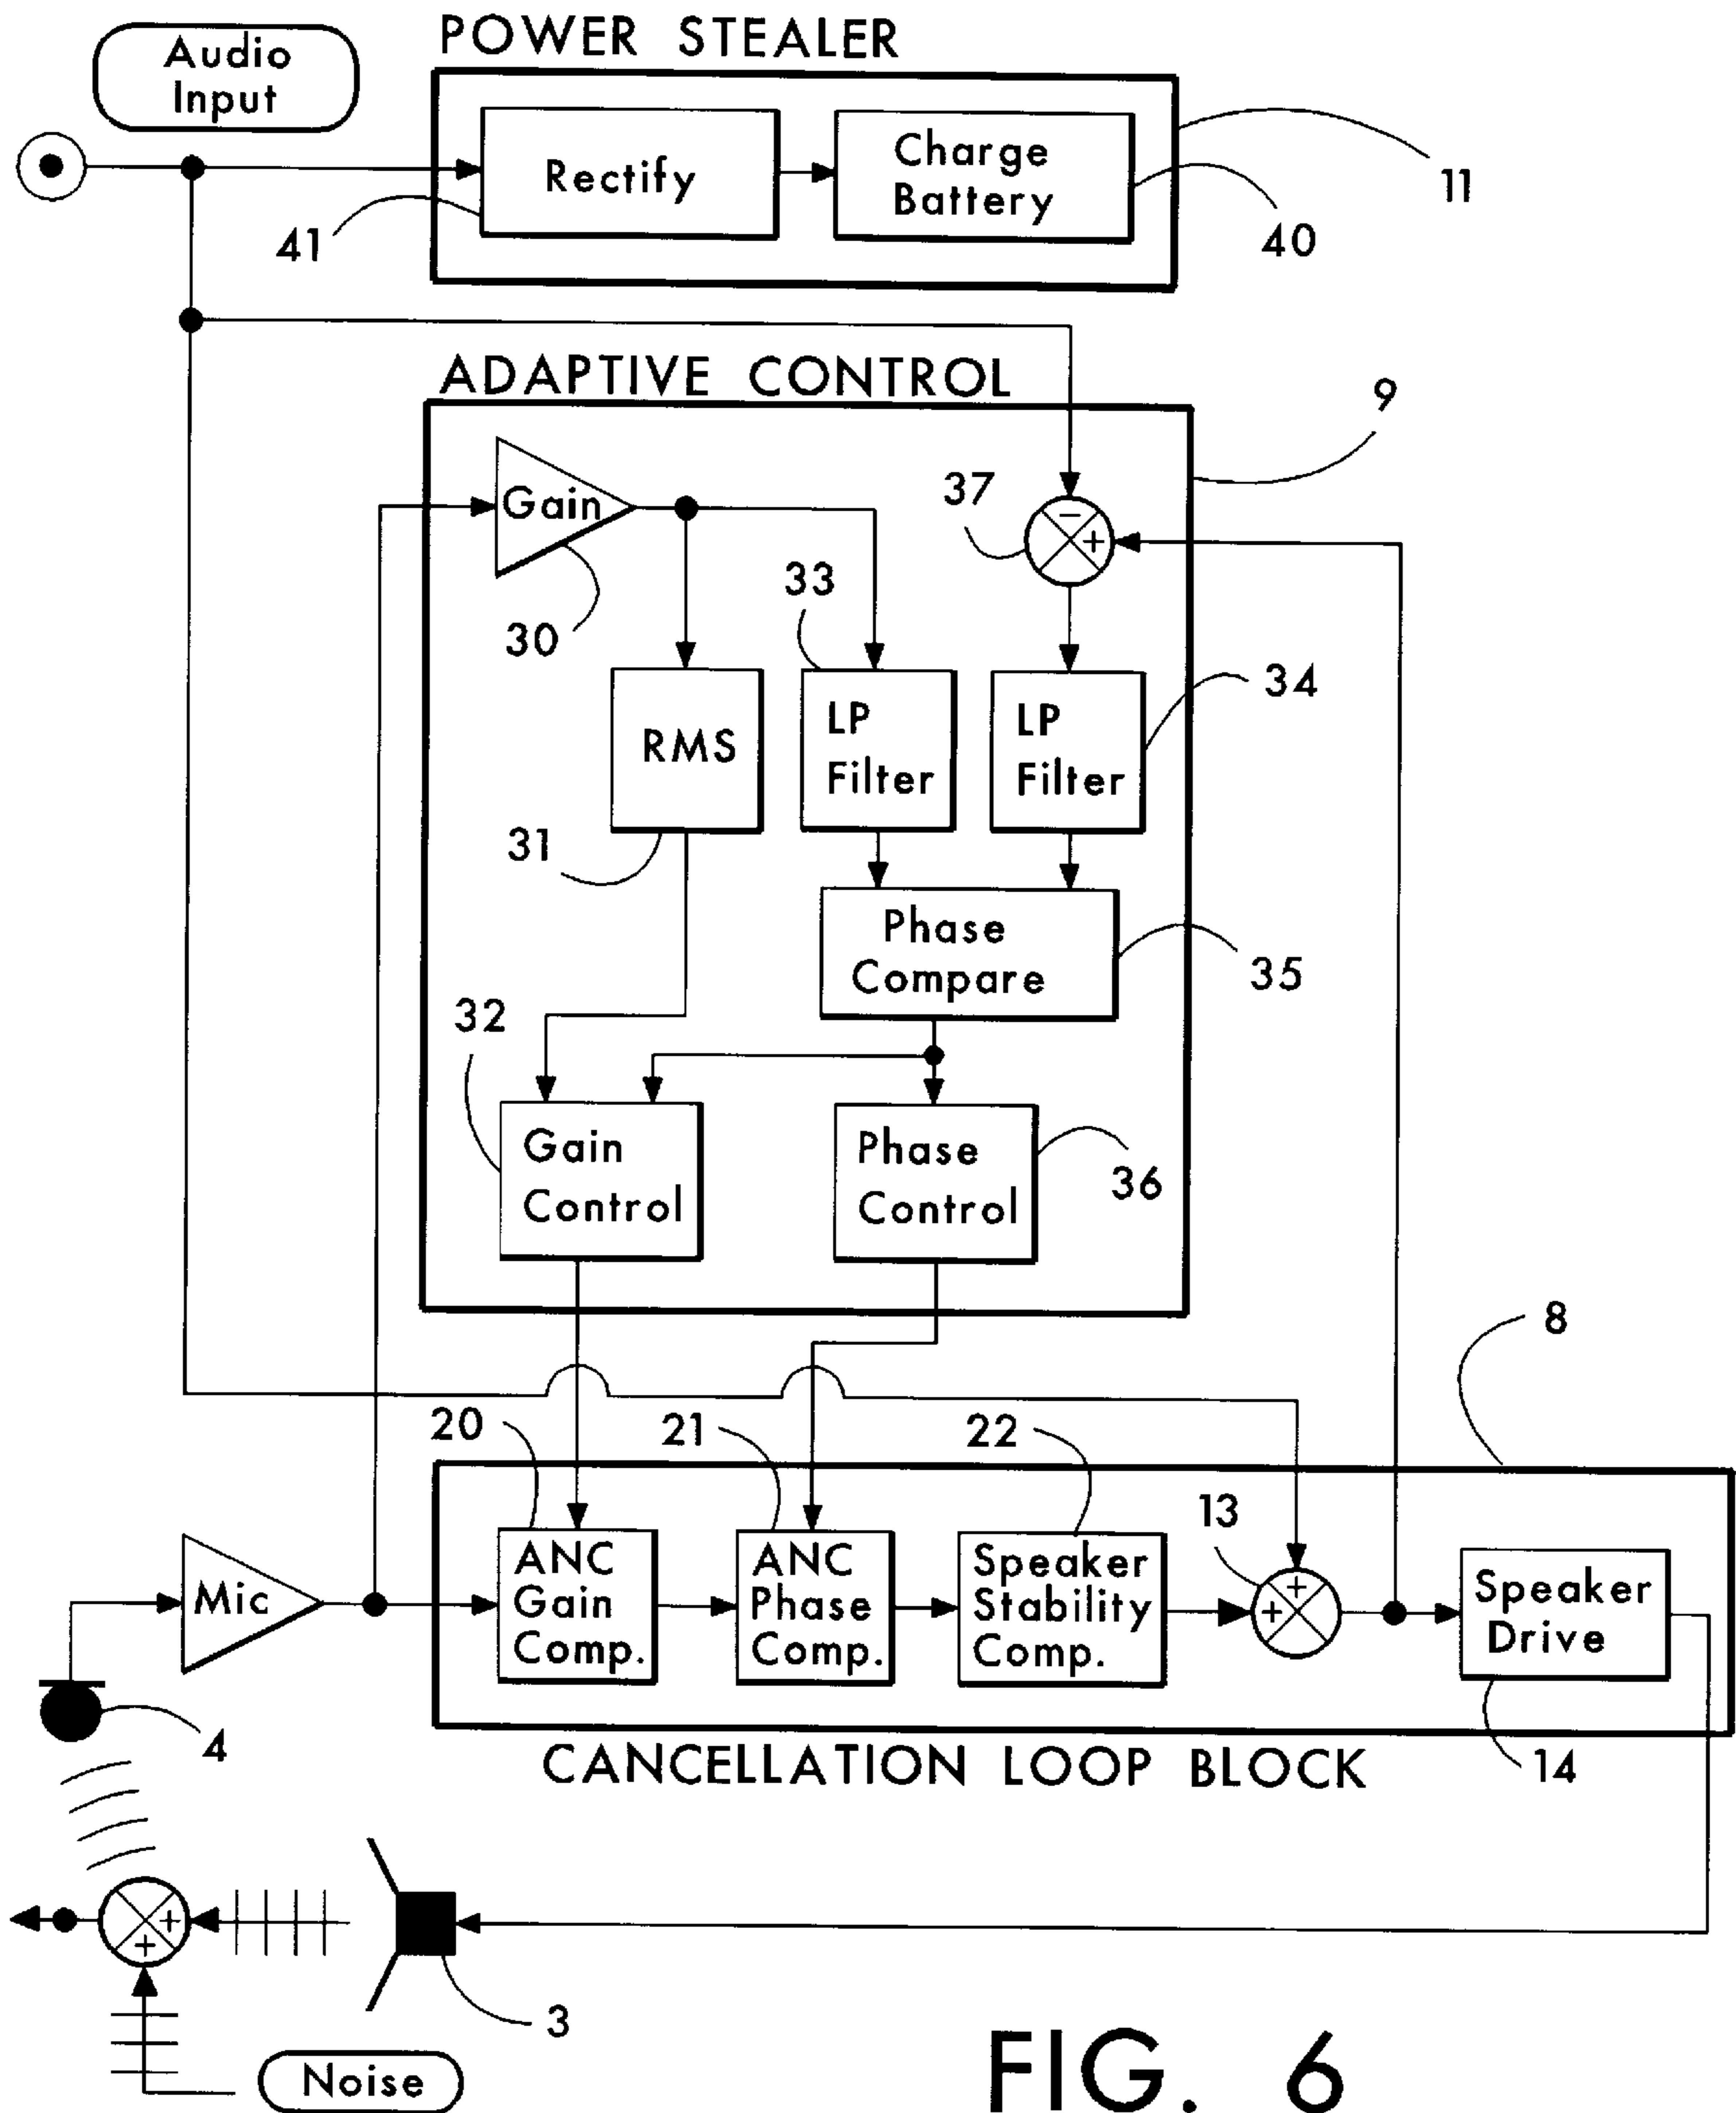 POWER STEALER
Audio
Input
Rectify
Charge
Battery
11
41
40
ADAPTIVE CONTROL
9
Gain
37
−
+
33
30
34
RMS
LP
Filter
LP
Filter
31
Phase
Compare
35
32
Gain
Control
Phase
Control
36
8
20
21
22
13
Mic
ANC
Gain
Comp.
ANC
Phase
Comp.
Speaker
Stability
Comp.
+
+
Speaker
Drive
4
14
CANCELLATION LOOP BLOCK
+
+
3
Noise
FIG. 6